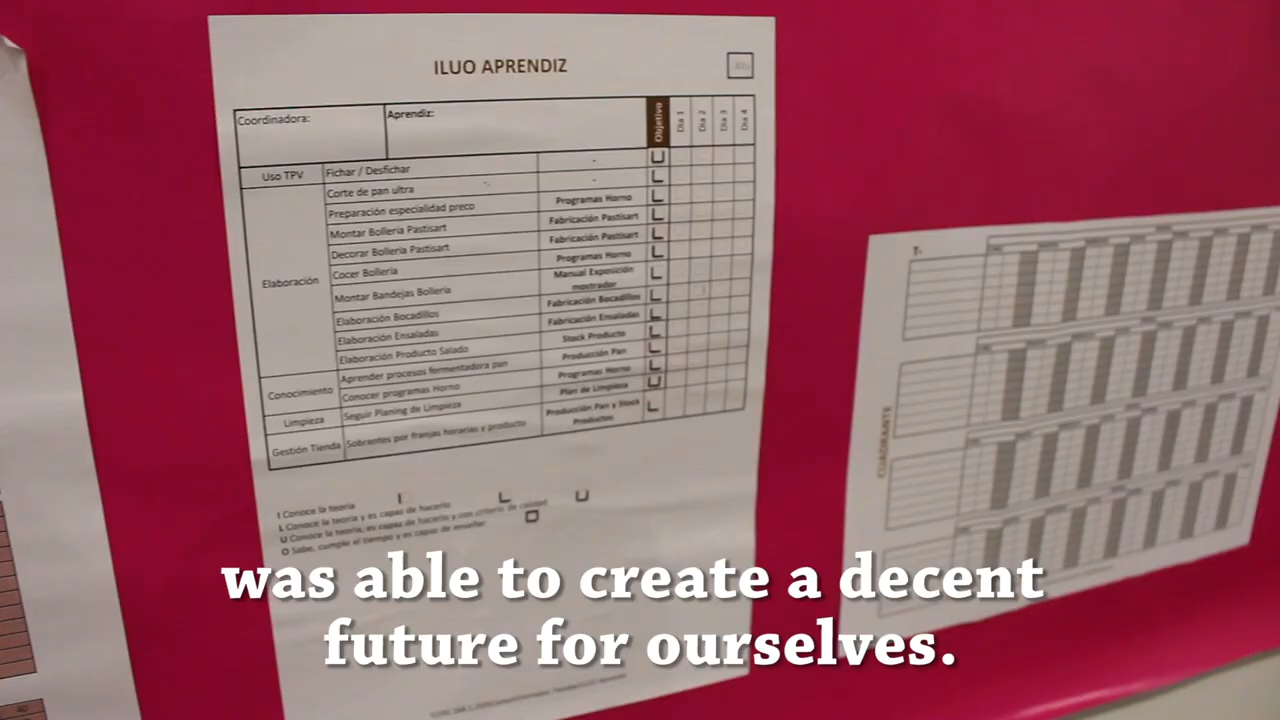 ILUO APRENDIZ
Coordinadora:
Aprendiz:
Objetivo
Día 1
Día 2
Día 3
Día 4
Uso TPV
Fichar / Desfichar
-
U
Elaboración
Corte de pan ultra
-
L
Preparación especialidad preco
Programas Horno
L
Montar Bollería Pastisart
Fabricación Pastisart
L
Decorar Bollería Pastisart
Fabricación Pastisart
L
Cocer Bollería
Programas Horno
L
Montar Bandejas Bollería
Manual Exposición
mostrador
L
Elaboración Bocadillos
Fabricación Bocadillos
L
Elaboración Ensaladas
Fabricación Ensaladas
L
Elaboración Producto Salado
Stock Producto
L
Conocimiento
Aprender procesos fermentadora pan
Producción Pan
L
Conocer programas Horno
Programas Horno
L
Limpieza
Seguir Planing de Limpieza
Plan de Limpieza
U
Gestión Tienda
Sobrantes por franjas horarias y producto
Producción Pan y Stock
Productos
L
I Conoce la teoría
I
L Conoce la teoría y es capaz de hacerlo
L
U Conoce la teoría, es capaz de hacerlo y con criterio de calidad
U
O Sabe, cumple el tiempo y es capaz de enseñar
O
CUADRANTE
was able to create a decent
future for ourselves.